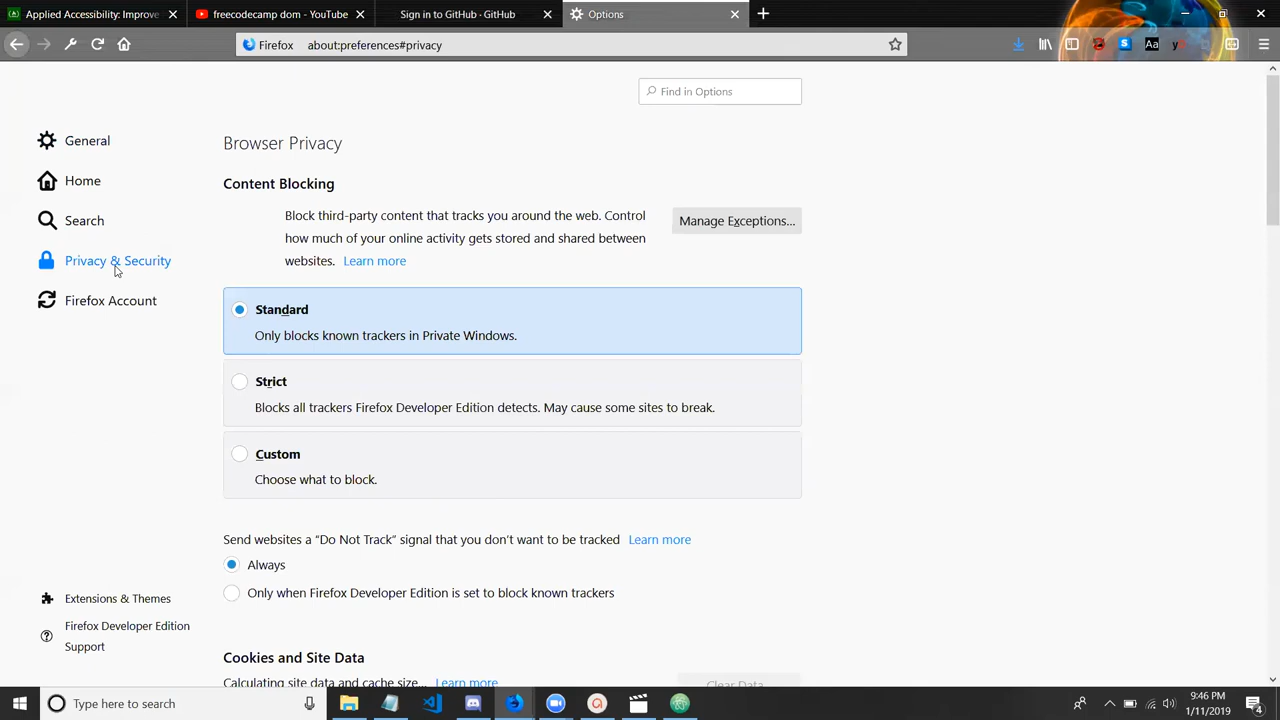 Applied Accessibility: Improve
freecodecamp dom - YouTube
Sign in to GitHub · GitHub
Options
Firefox
about:preferences#privacy
Find in Options
General
Home
Search
Privacy & Security
Firefox Account
Browser Privacy
Content Blocking
Block third-party content that tracks you around the web. Control
how much of your online activity gets stored and shared between
websites. Learn more
Manage Exceptions...
Standard
Only blocks known trackers in Private Windows.
Strict
Blocks all trackers Firefox Developer Edition detects. May cause some sites to break.
Custom
Choose what to block.
Send websites a “Do Not Track” signal that you don’t want to be tracked Learn more
Always
Only when Firefox Developer Edition is set to block known trackers
Cookies and Site Data
Calculating site data and cache size... Learn more
Clear Data...
Extensions & Themes
Firefox Developer Edition
Support
Type here to search
9:46 PM
1/11/2019
4